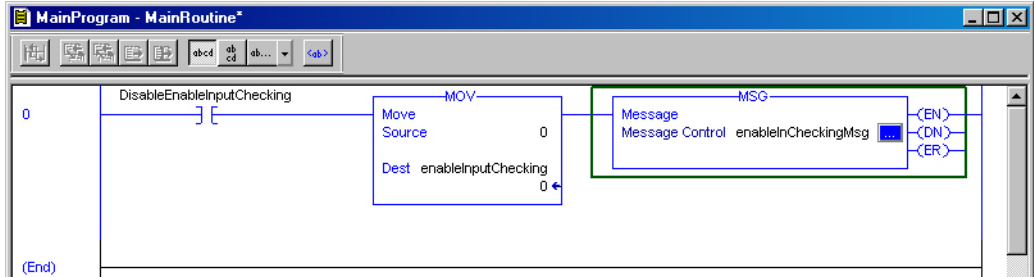 MainProgram - MainRoutine*
abcd ab cd ab... <ab>
0 DisableEnableInputChecking
MOV
Move
Source 0
Dest enableInputChecking
0
MSG
Message
Message Control enableInCheckingMsg ...
EN
DN
ER
(End)